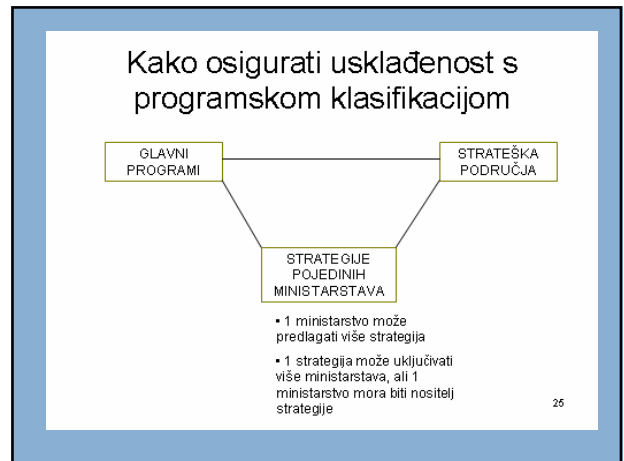 Kako osigurati usklađenost s
programskom klasifikacijom
GLAVNI
PROGRAMI
STRATEŠKA
PODRUČJA
STRATEGIJE
POJEDINIH
MINISTARSTAVA
▪ 1 ministarstvo može
predlagati više strategija
▪ 1 strategija može uključivati
više ministarstava, ali 1
ministarstvo mora biti nositelj
strategije
25